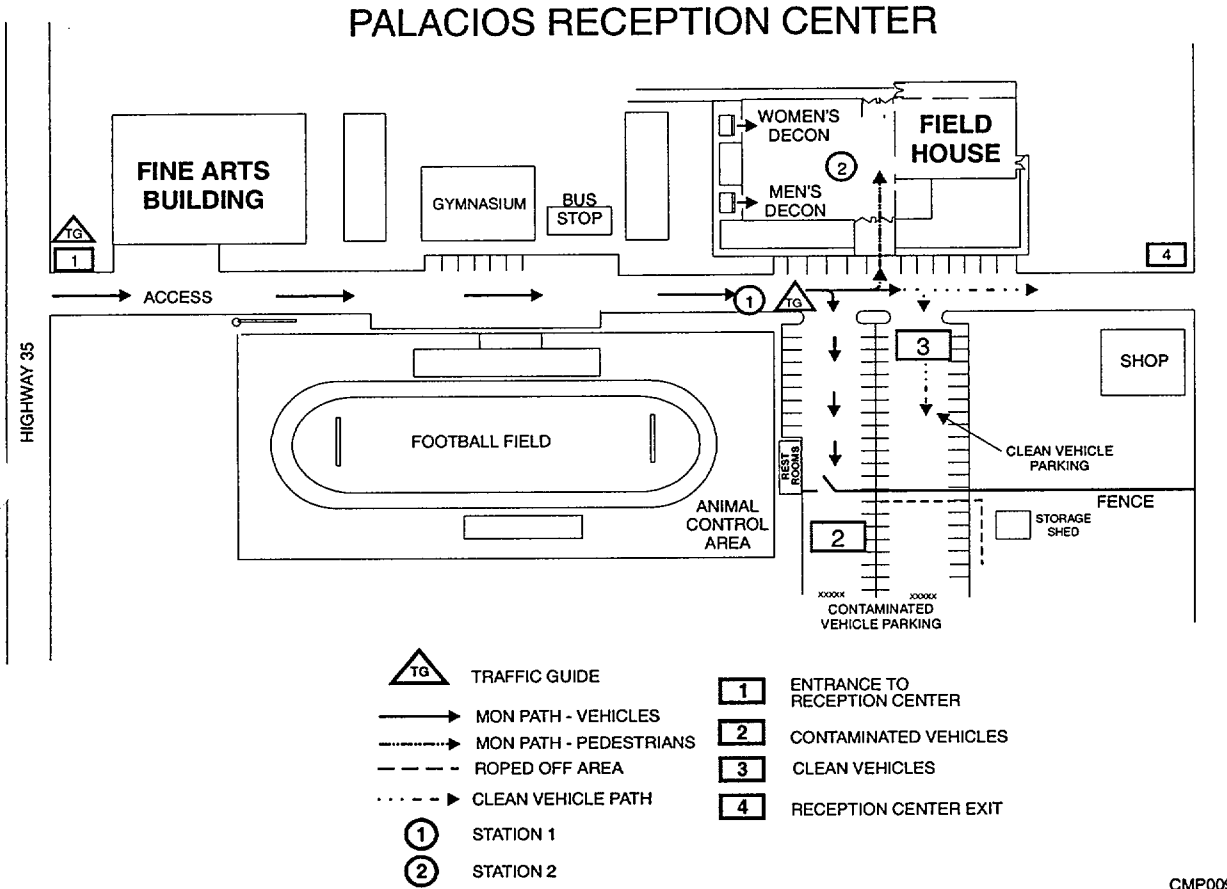 PALACIOS RECEPTION CENTER
FINE ARTS
BUILDING
GYMNASIUM
BUS
STOP
WOMEN'S
DECON
2
MEN'S
DECON
FIELD
HOUSE
TG
1
4
ACCESS
1
TG
HIGHWAY 35
3
SHOP
FOOTBALL FIELD
REST
ROOMS
CLEAN VEHICLE
PARKING
FENCE
ANIMAL
CONTROL
AREA
2
STORAGE
SHED
xxxxx
xxxxx
CONTAMINATED
VEHICLE PARKING
TG
TRAFFIC GUIDE
MON PATH - VEHICLES
MON PATH - PEDESTRIANS
ROPED OFF AREA
CLEAN VEHICLE PATH
1
STATION 1
2
STATION 2
1
ENTRANCE TO
RECEPTION CENTER
2
CONTAMINATED VEHICLES
3
CLEAN VEHICLES
4
RECEPTION CENTER EXIT